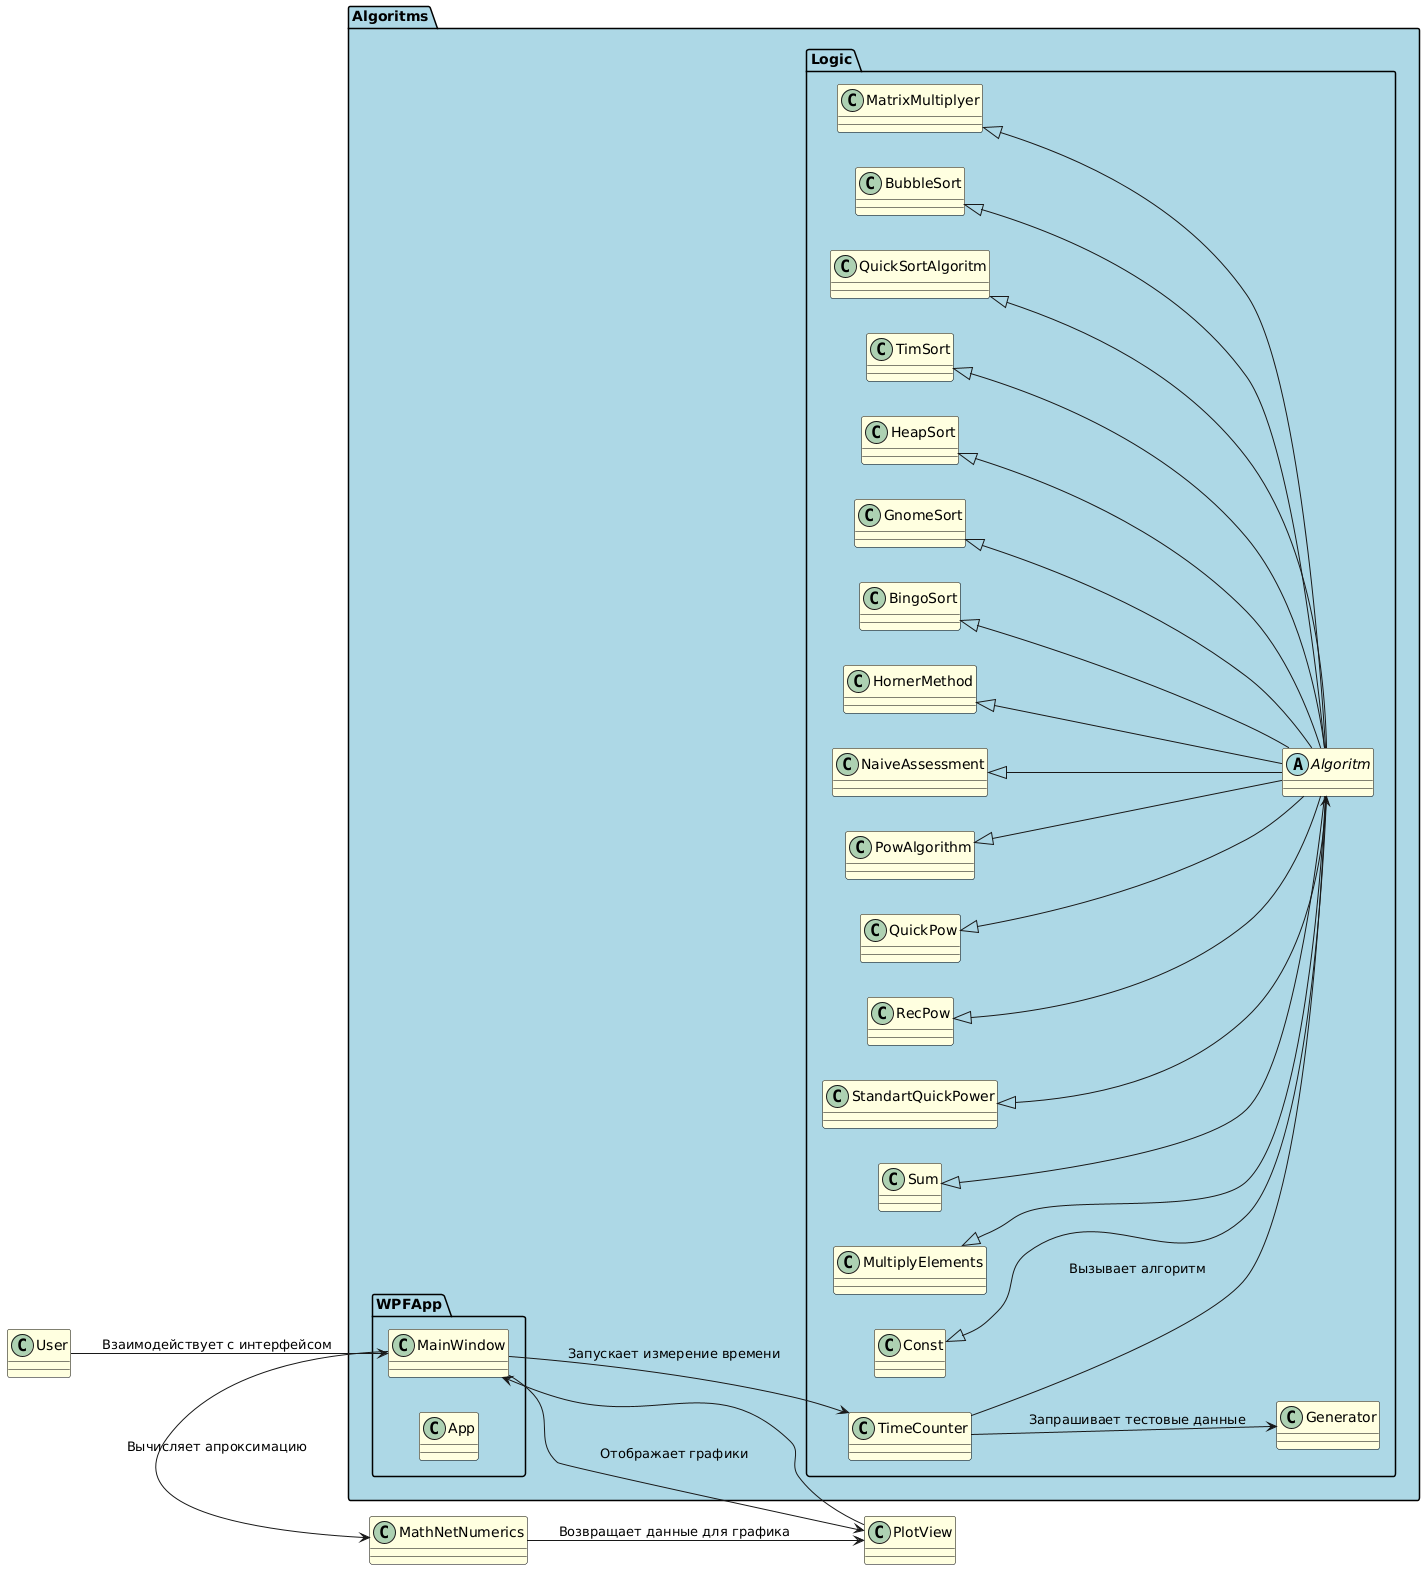 Algoritms
Logic
C MatrixMultiplyer
C BubbleSort
C QuickSortAlgoritm
C TimSort
C HeapSort
C GnomeSort
C BingoSort
C HornerMethod
C NaiveAssessment
A Algoritm
C PowAlgorithm
C QuickPow
C RecPow
C StandartQuickPower
C Sum
C MultiplyElements
Вызывает алгоритм
WPFApp
C User
Взаимодействует с интерфейсом
C MainWindow
Запускает измерение времени
C Const
C App
C TimeCounter
Запрашивает тестовые данные
C Generator
Вычисляет апроксимацию
Отображает графики
C MathNetNumerics
Возвращает данные для графика
C PlotView